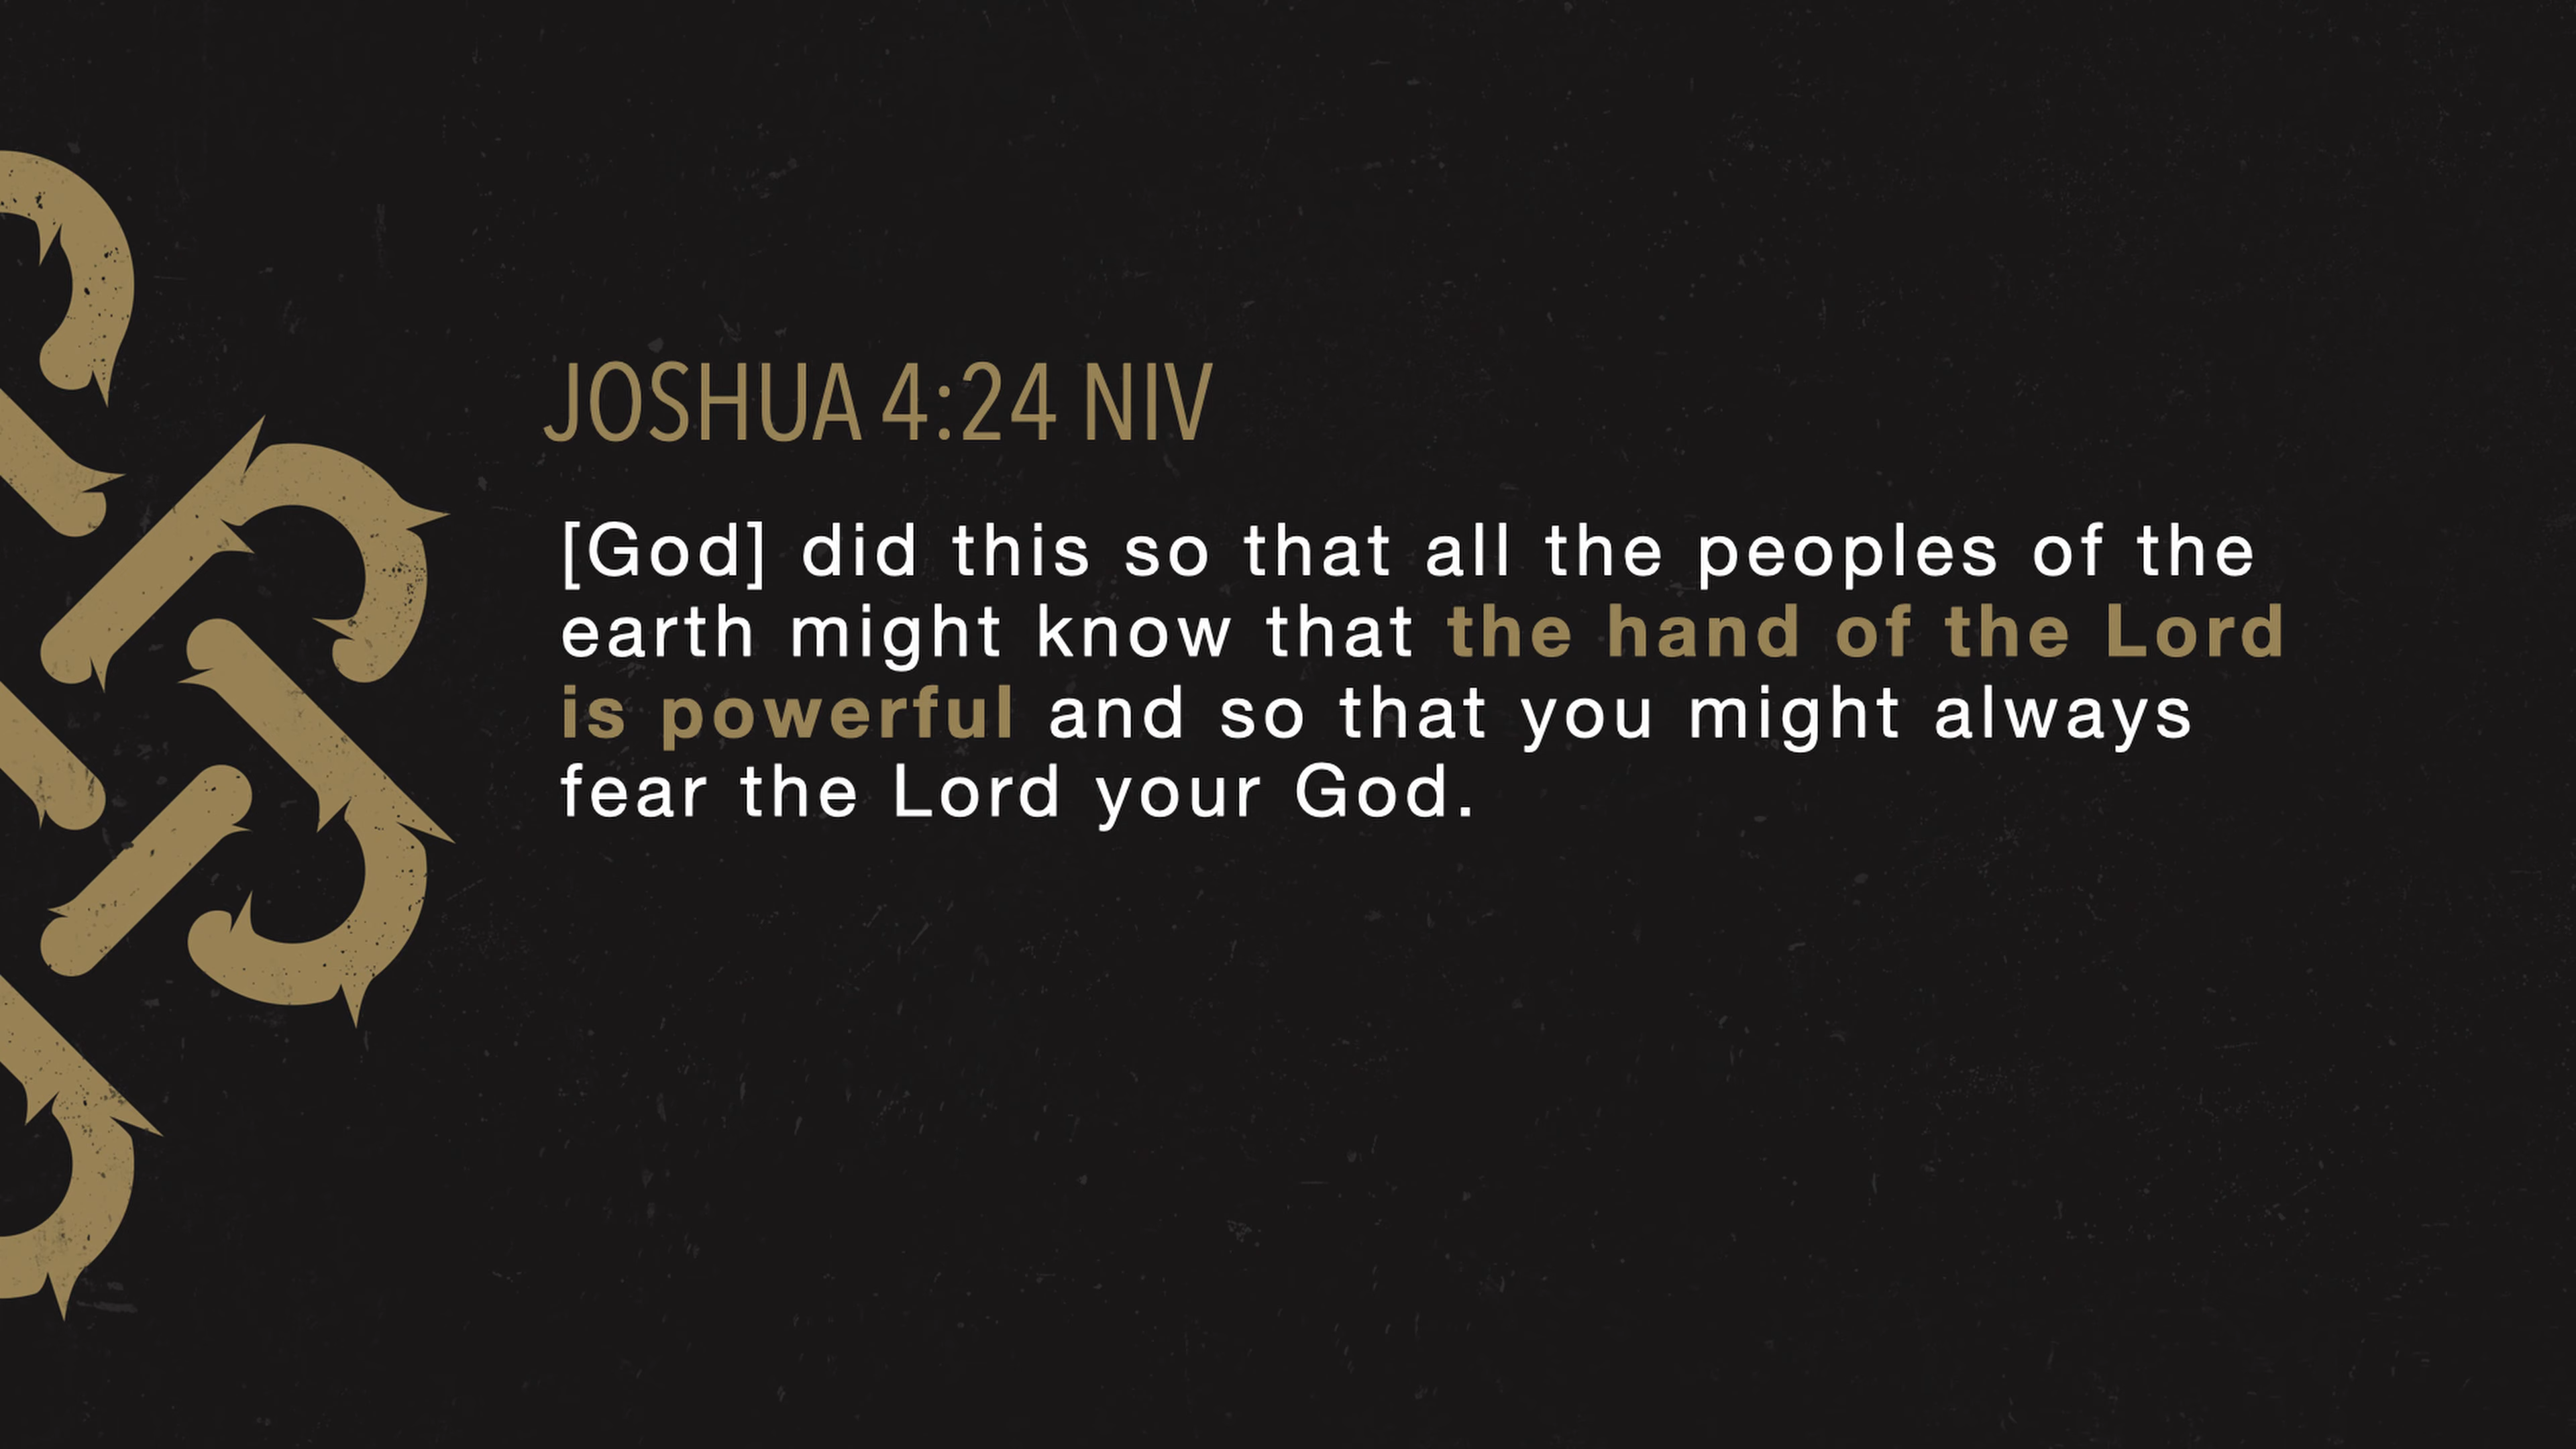 JOSHUA 4:24 NIV
[God] did this so that all the peoples of the
earth might know that the hand of the Lord
is powerful and so that you might always
fear the Lord your God.